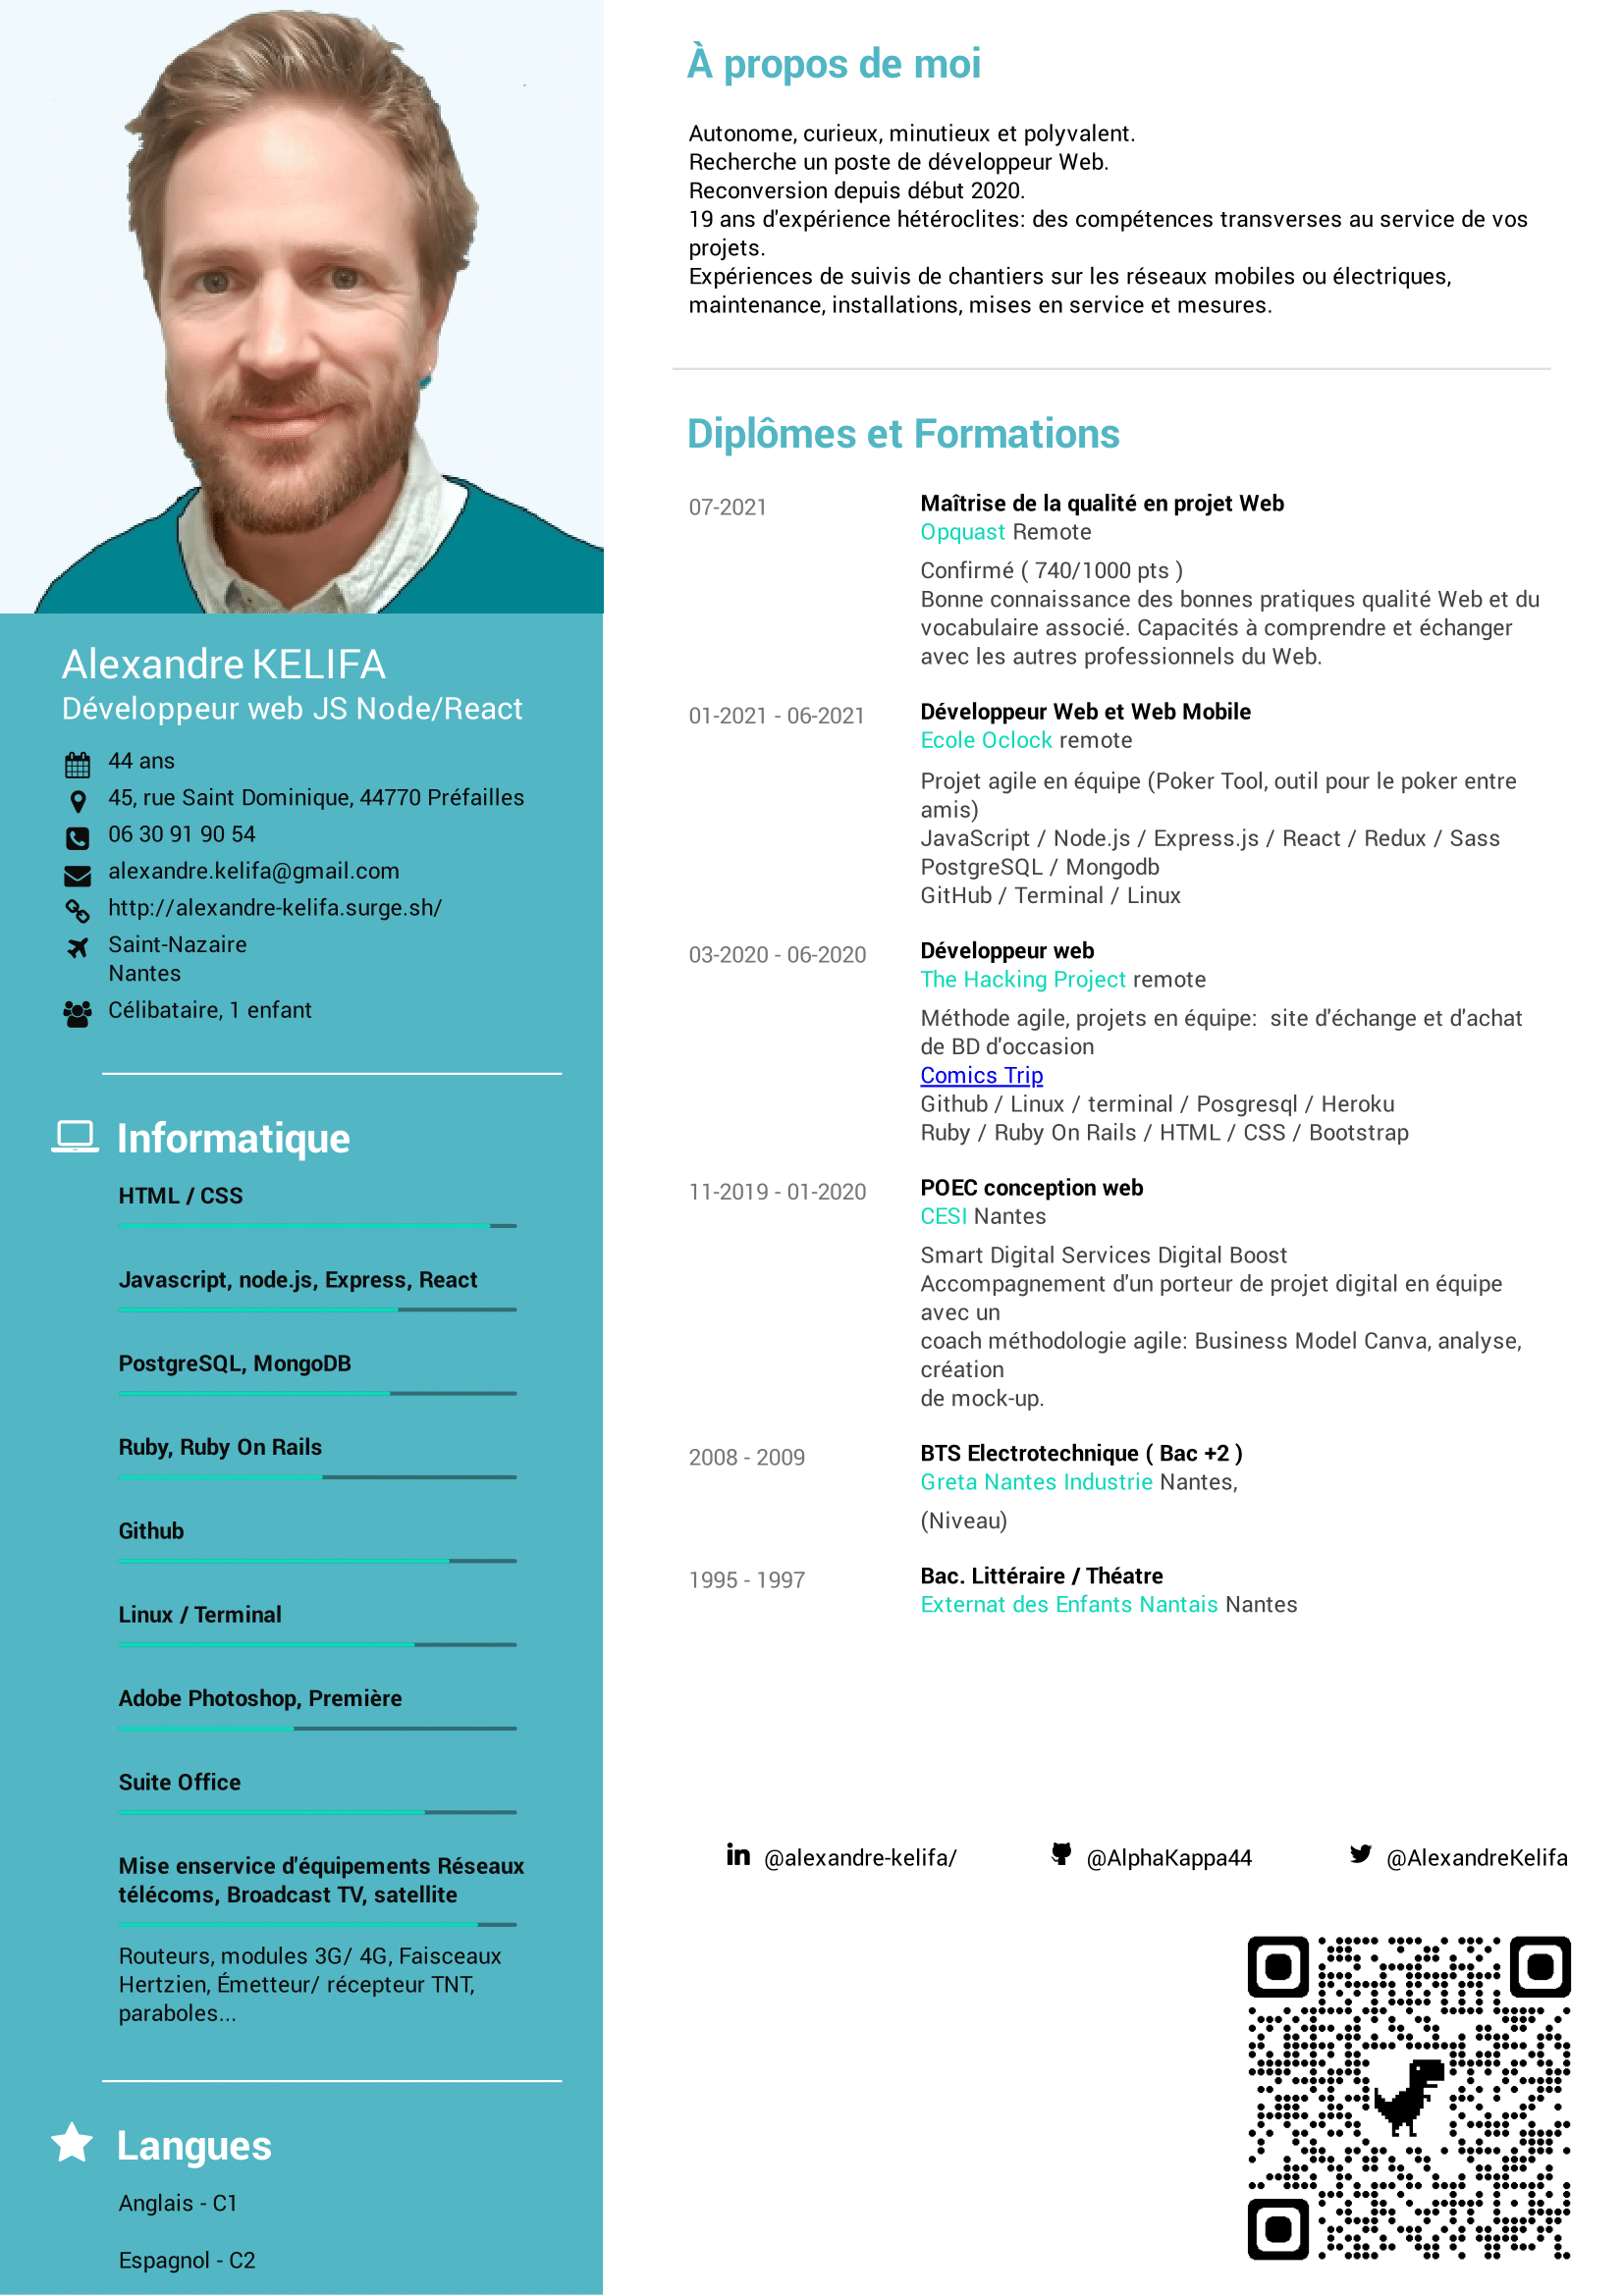 Alexandre KELIFA
Développeur web JS Node/React
44 ans
45, rue Saint Dominique, 44770 Préfailles
06 30 91 90 54
alexandre.kelifa@gmail.com
http://alexandre-kelifa.surge.sh/
Saint-Nazaire
Nantes
Célibataire, 1 enfant
Informatique
HTML / CSS
Javascript, node.js, Express, React
PostgreSQL, MongoDB
Ruby, Ruby On Rails
Github
Linux / Terminal
Adobe Photoshop, Première
Suite Office
Mise enservice d'équipements Réseaux
télécoms, Broadcast TV, satellite
Routeurs, modules 3G/ 4G, Faisceaux
Hertzien, Émetteur/ récepteur TNT,
paraboles...
Langues
Anglais - C1
Espagnol - C2
À propos de moi
Autonome, curieux, minutieux et polyvalent.
Recherche un poste de développeur Web.
Reconversion depuis début 2020.
19 ans d'expérience hétéroclites: des compétences transverses au service de vos
projets.
Expériences de suivis de chantiers sur les réseaux mobiles ou électriques,
maintenance, installations, mises en service et mesures.
Diplômes et Formations
07-2021
Maîtrise de la qualité en projet Web
Opquast Remote
Confirmé ( 740/1000 pts )
Bonne connaissance des bonnes pratiques qualité Web et du
vocabulaire associé. Capacités à comprendre et échanger
avec les autres professionnels du Web.
01-2021 - 06-2021
Développeur Web et Web Mobile
Ecole Oclock remote
Projet agile en équipe (Poker Tool, outil pour le poker entre
amis)
JavaScript / Node.js / Express.js / React / Redux / Sass
PostgreSQL / Mongodb
GitHub / Terminal / Linux
03-2020 - 06-2020
Développeur web
The Hacking Project remote
Méthode agile, projets en équipe:  site d'échange et d'achat
de BD d'occasion
Comics Trip
Github / Linux / terminal / Posgresql / Heroku
Ruby / Ruby On Rails / HTML / CSS / Bootstrap
11-2019 - 01-2020
POEC conception web
CESI Nantes
Smart Digital Services Digital Boost
Accompagnement d'un porteur de projet digital en équipe
avec un
coach méthodologie agile: Business Model Canva, analyse,
création
de mock-up.
2008 - 2009
BTS Electrotechnique ( Bac +2 )
Greta Nantes Industrie Nantes,
(Niveau)
1995 - 1997
Bac. Littéraire / Théatre
Externat des Enfants Nantais Nantes
@alexandre-kelifa/
@AlphaKappa44
@AlexandreKelifa